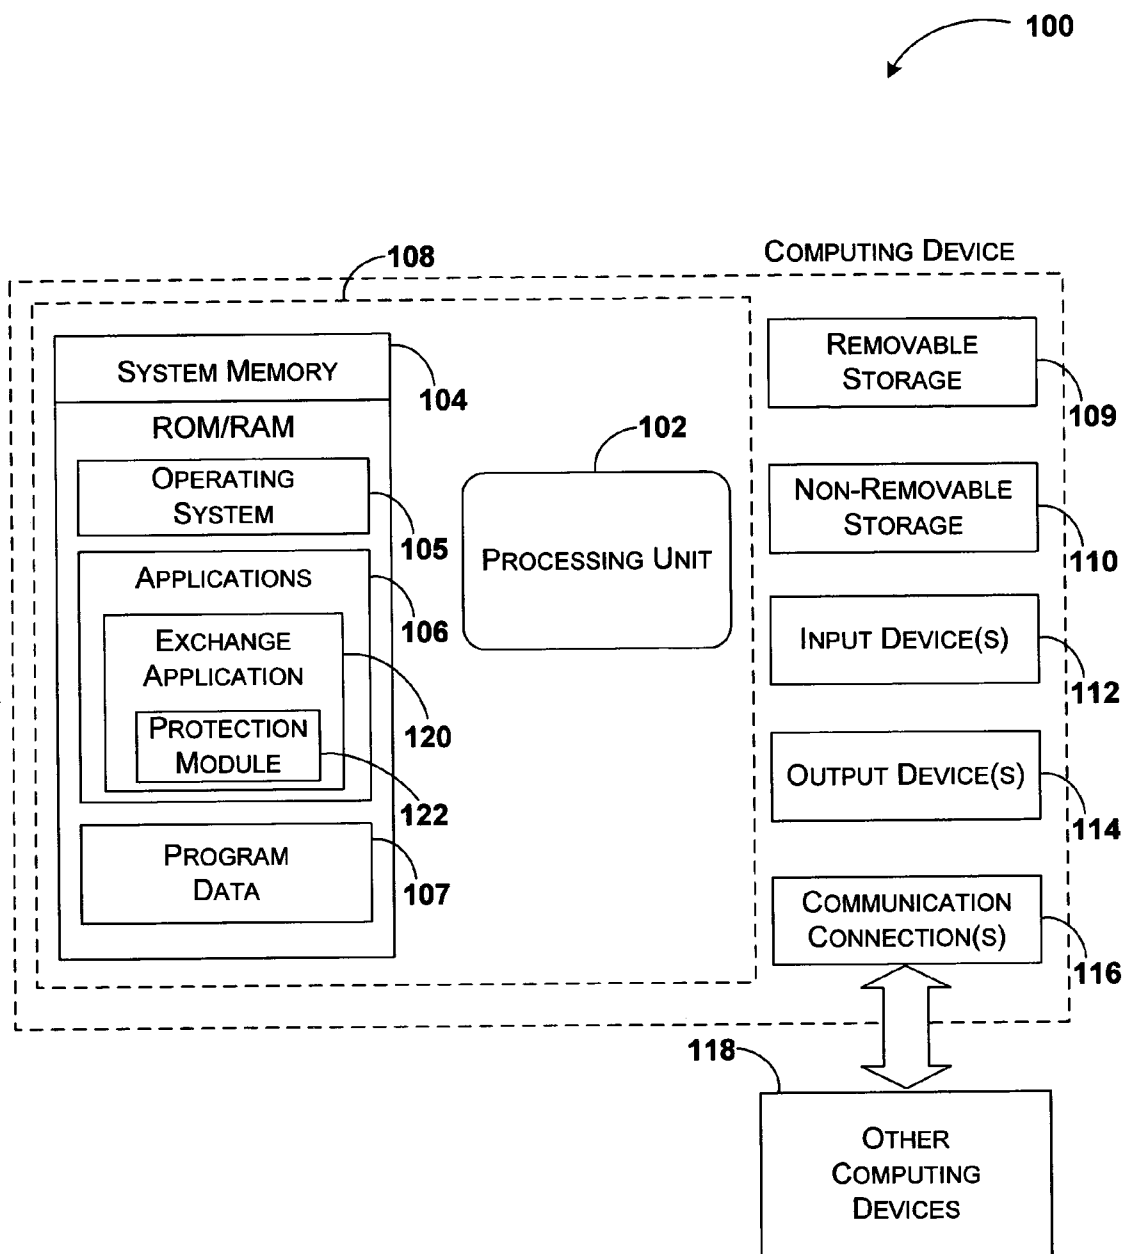 100
COMPUTING DEVICE
108
SYSTEM MEMORY
104
ROM/RAM
OPERATING
SYSTEM
105
APPLICATIONS
106
EXCHANGE
APPLICATION
120
PROTECTION
MODULE
122
PROGRAM
DATA
107
102
PROCESSING UNIT
REMOVABLE
STORAGE
109
NON-REMOVABLE
STORAGE
110
INPUT DEVICE(S)
112
OUTPUT DEVICE(S)
114
COMMUNICATION
CONNECTION(S)
116
118
OTHER
COMPUTING
DEVICES